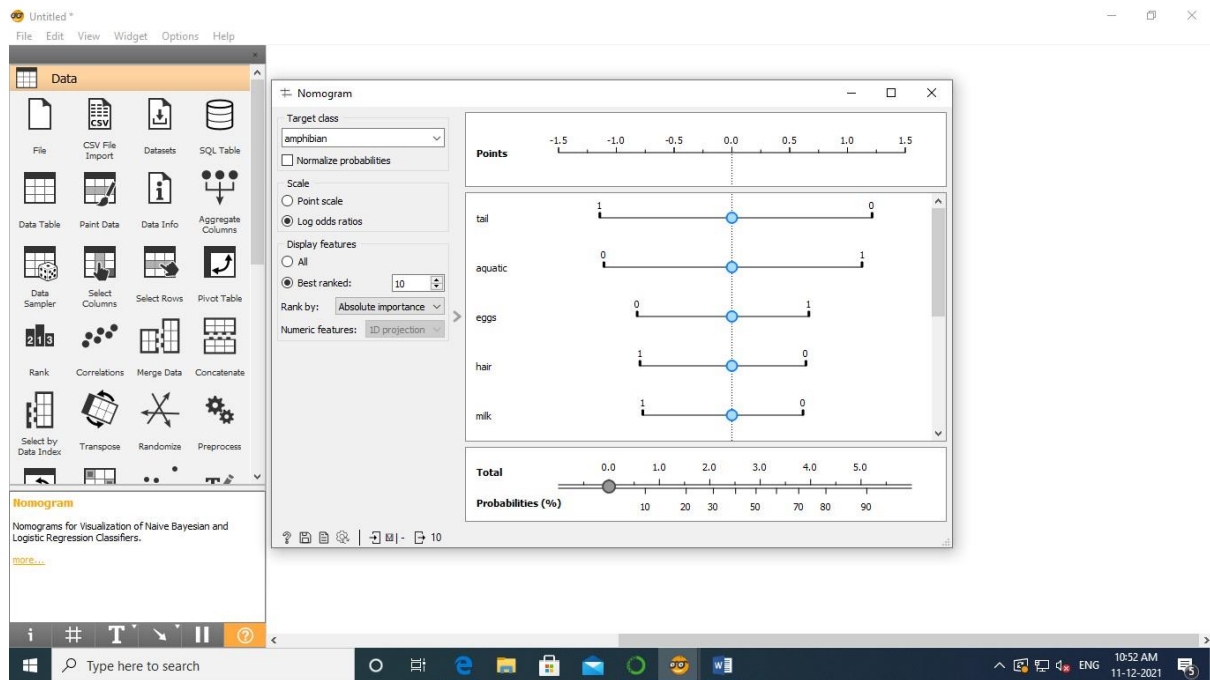 Untitled *
File Edit View Widget Options Help
Data
File
CSV
CSV File Import
Datasets
SQL Table
Data Table
Paint Data
Data Info
Aggregate Columns
Data Sampler
Select Columns
Select Rows
Pivot Table
2 1 3
Rank
Correlations
Merge Data
Concatenate
Select by Data Index
Transpose
Randomize
Preprocess
Nomogram
Nomograms for Visualization of Naive Bayesian and
Logistic Regression Classifiers.
more...
Nomogram
Target class
amphibian
Normalize probabilities
Scale
Point scale
Log odds ratios
Display features
All
Best ranked: 10
Rank by: Absolute importance
Numeric features: 1D projection
Points -1.5 -1.0 -0.5 0.0 0.5 1.0 1.5
tail 1 0
aquatic 0 1
eggs 0 1
hair 1 0
milk 1 0
Total 0.0 1.0 2.0 3.0 4.0 5.0
Probabilities (%) 10 20 30 50 70 80 90
? - 10
i # T ?
Type here to search
ENG
10:52 AM
11-12-2021
5